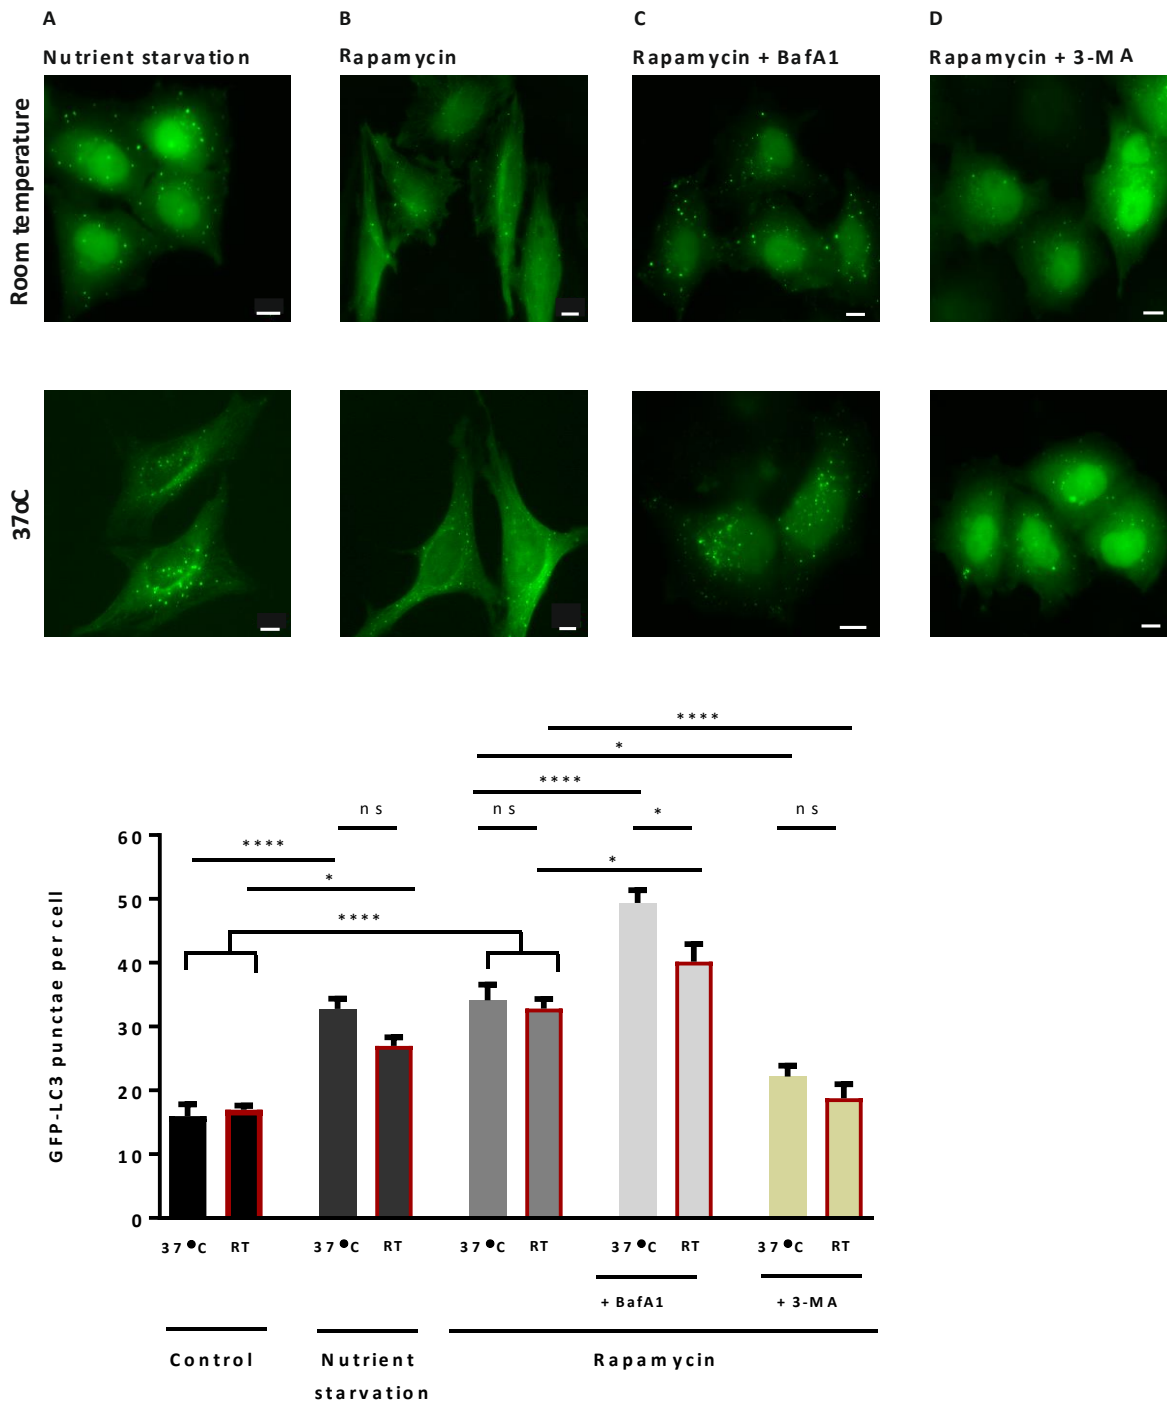 A
B
C
D
Nutrient starvation
Rapamycin
Rapamycin + BafA1
Rapamycin + 3-MA
Room temperature
37oC
****
*
****
ns
ns
*
ns
60
****
*
*
50
****
40
30
20
10
0
GFP-LC3 punctae per cell
37●C
RT
37●C
RT
37●C
RT
37●C
RT
37●C
RT
+ BafA1
+ 3-MA
Control
Nutrient
starvation
Rapamycin